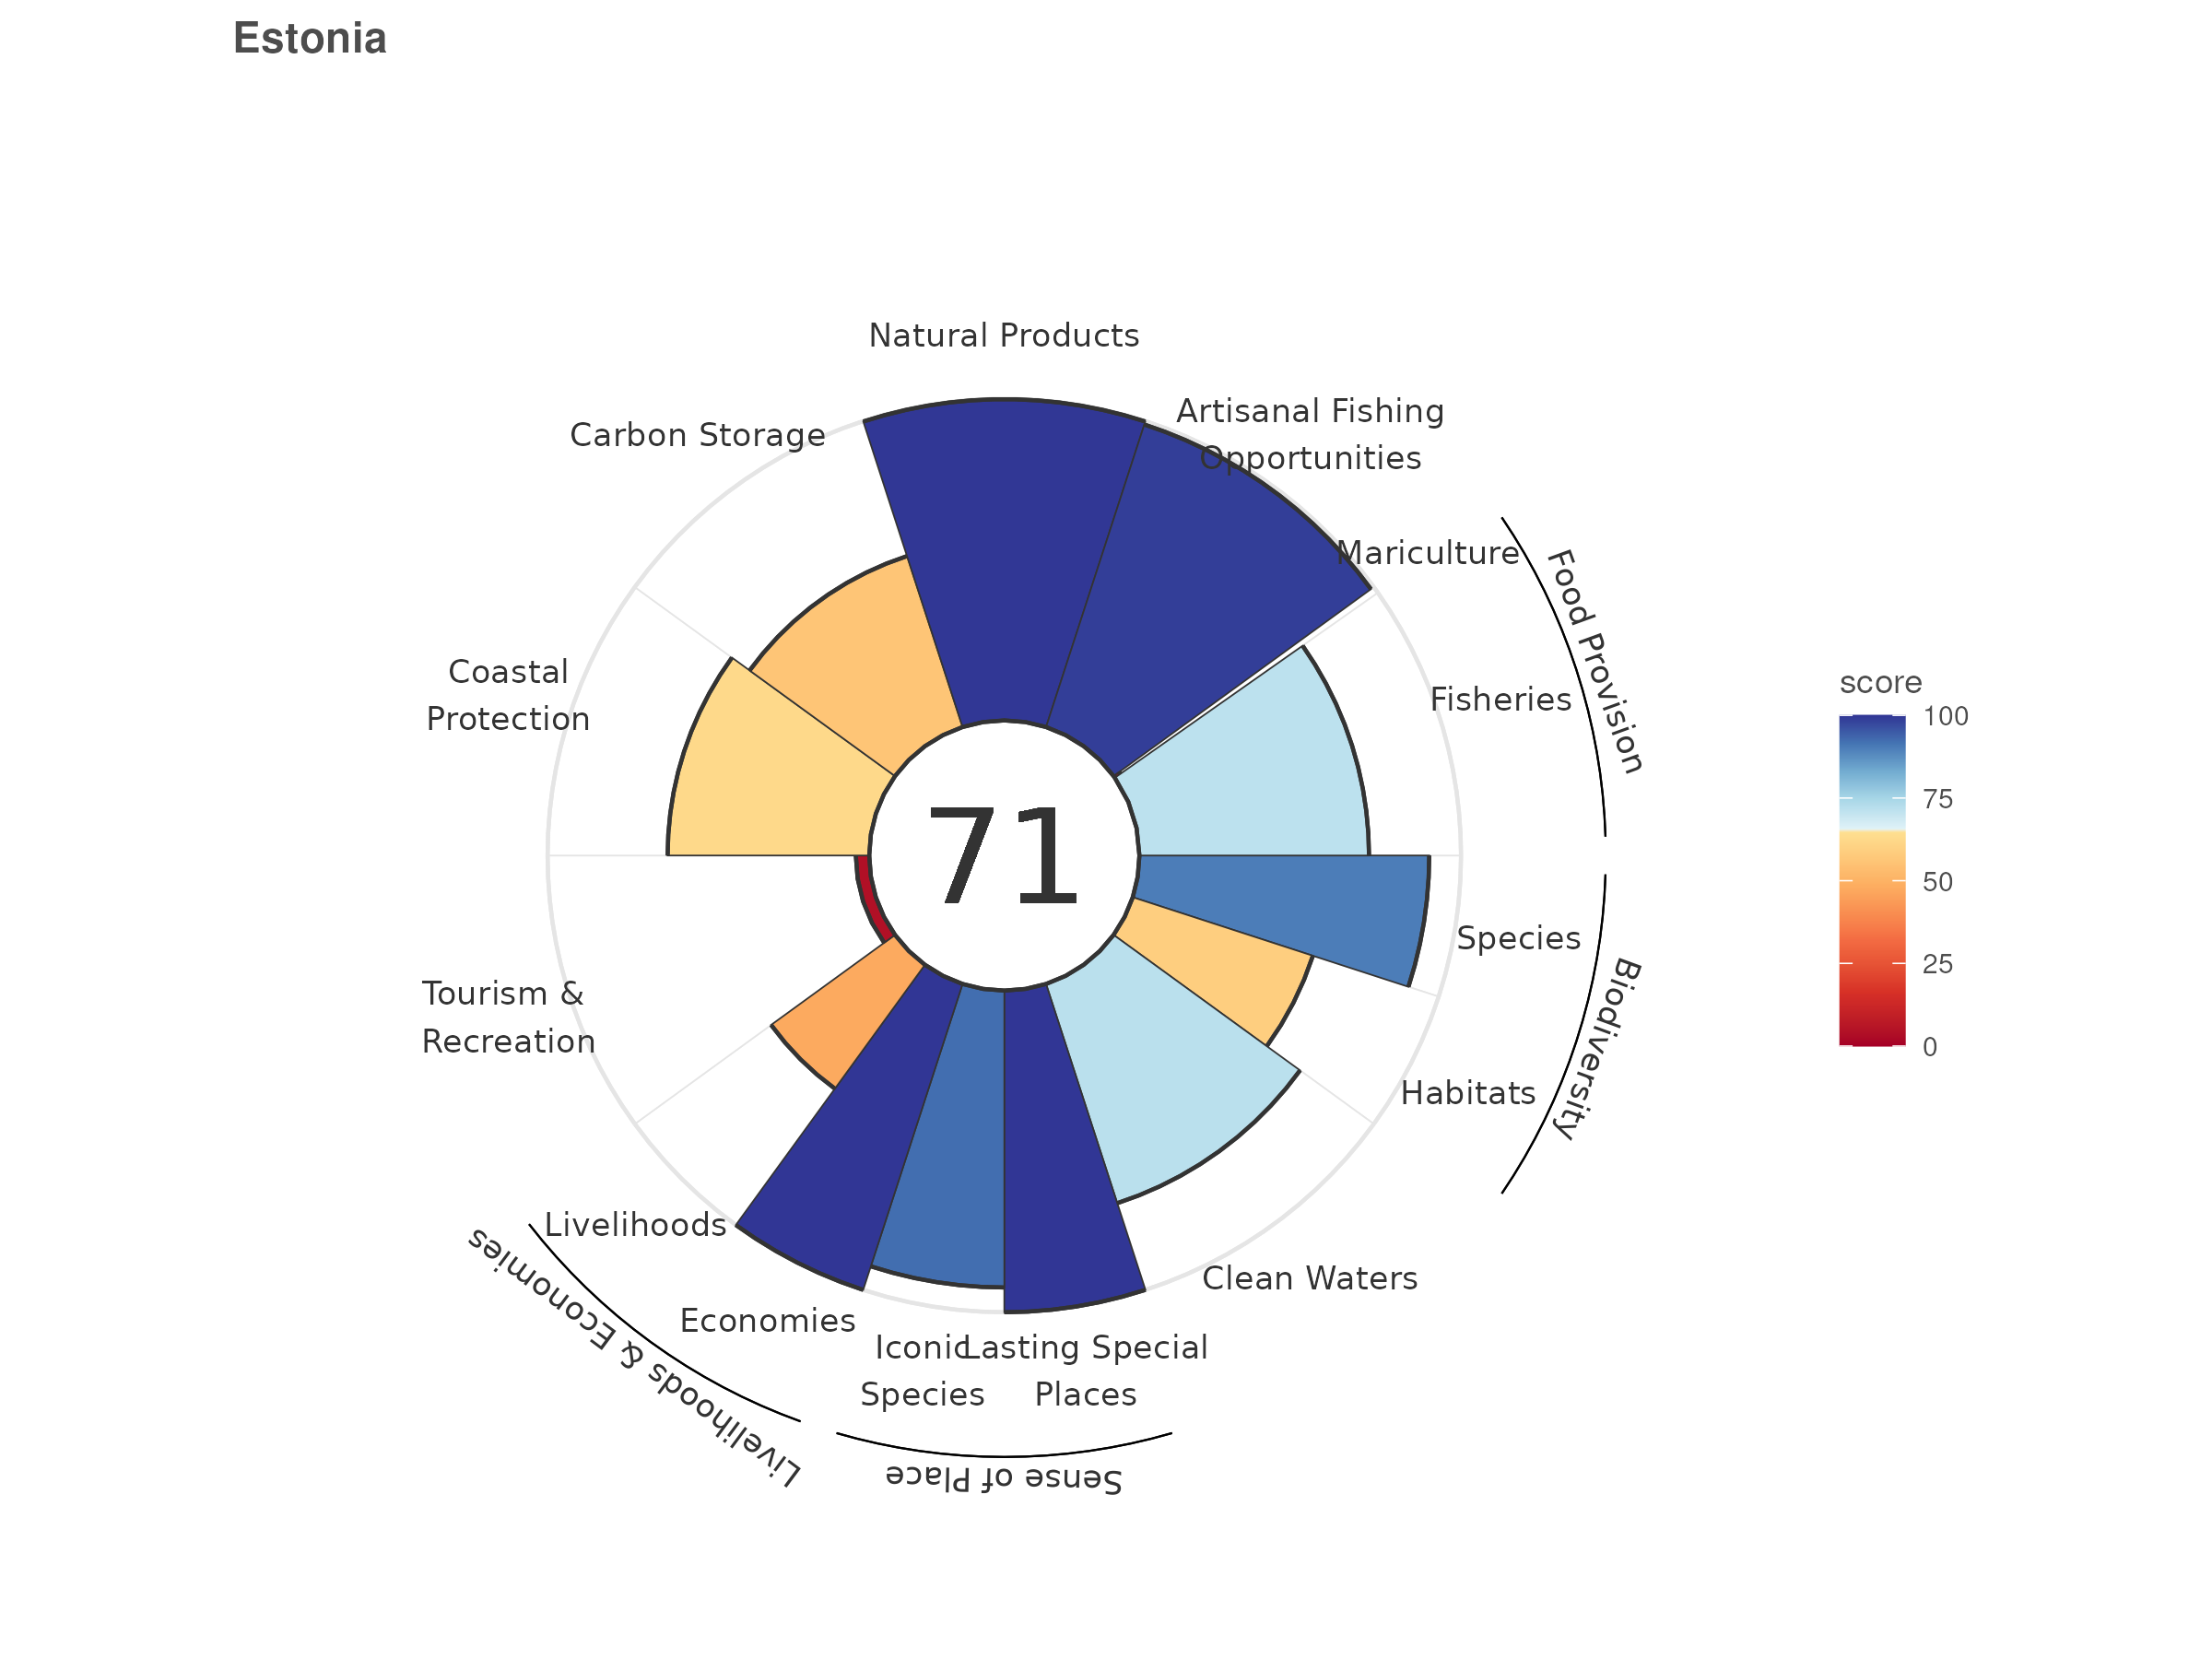 Estonia
Natural Products
Artisanal Fishing
Opportunities
Carbon Storage
Mariculture
Food Provision
Fisheries
Coastal
Protection
71
Species
Biodiversity
Habitats
Tourism &
Recreation
Livelihoods
Livelihoods & Economies
Economies
Clean Waters
Iconic
Species
Lasting Special
Places
Sense of Place
score
100
75
50
25
0